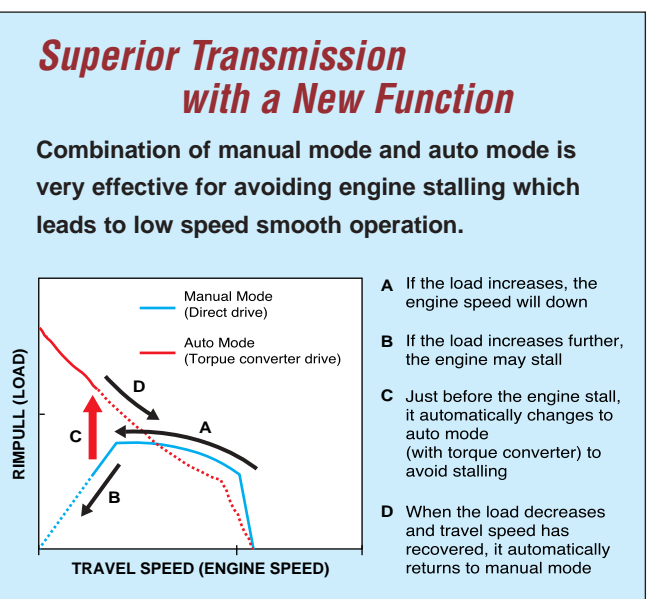 Superior Transmission
with a New Function
Combination of manual mode and auto mode is
very effective for avoiding engine stalling which
leads to low speed smooth operation.
RIMPULL (LOAD)
Manual Mode
(Direct drive)
Auto Mode
(Torpue converter drive)
D
A
C
B
TRAVEL SPEED (ENGINE SPEED)
A If the load increases, the
engine speed will down
B If the load increases further,
the engine may stall
C Just before the engine stall,
it automatically changes to
auto mode
(with torque converter) to
avoid stalling
D When the load decreases
and travel speed has
recovered, it automatically
returns to manual mode